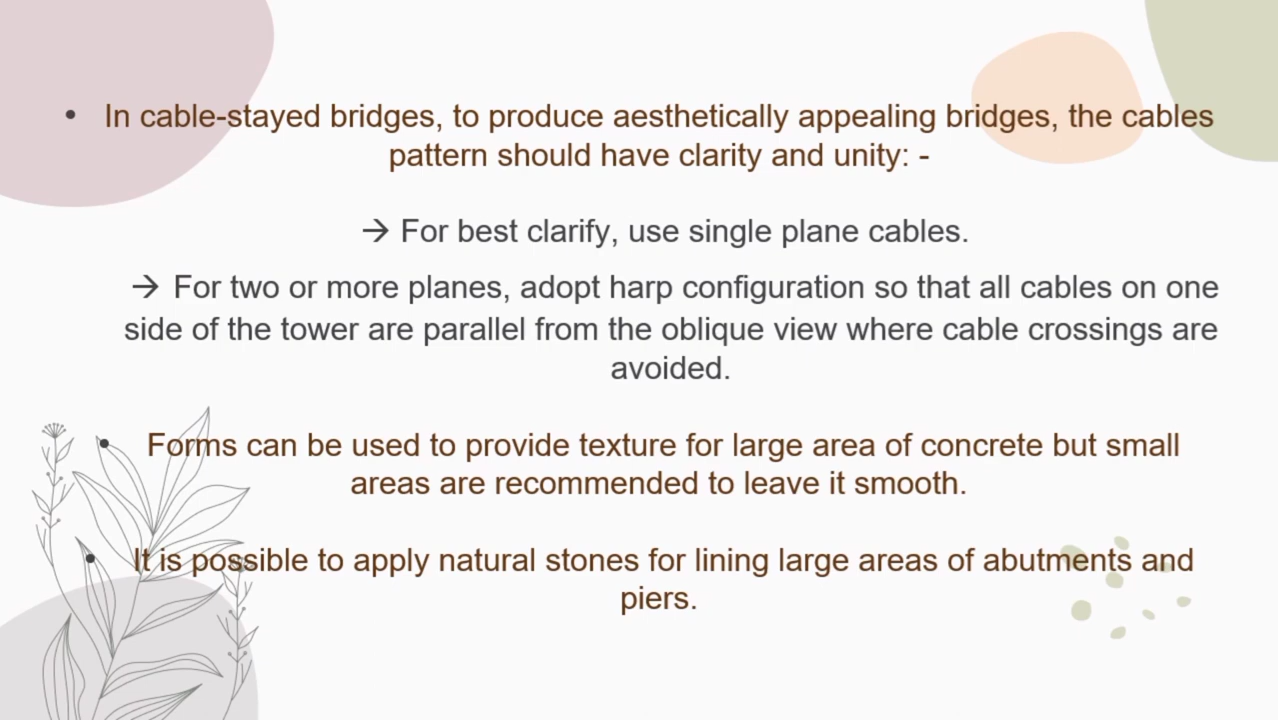 • In cable-stayed bridges, to produce aesthetically appealing bridges, the cables
pattern should have clarity and unity: -
→ For best clarify, use single plane cables.
→ For two or more planes, adopt harp configuration so that all cables on one
side of the tower are parallel from the oblique view where cable crossings are
avoided.
• Forms can be used to provide texture for large area of concrete but small
areas are recommended to leave it smooth.
• It is possible to apply natural stones for lining large areas of abutments and
piers.